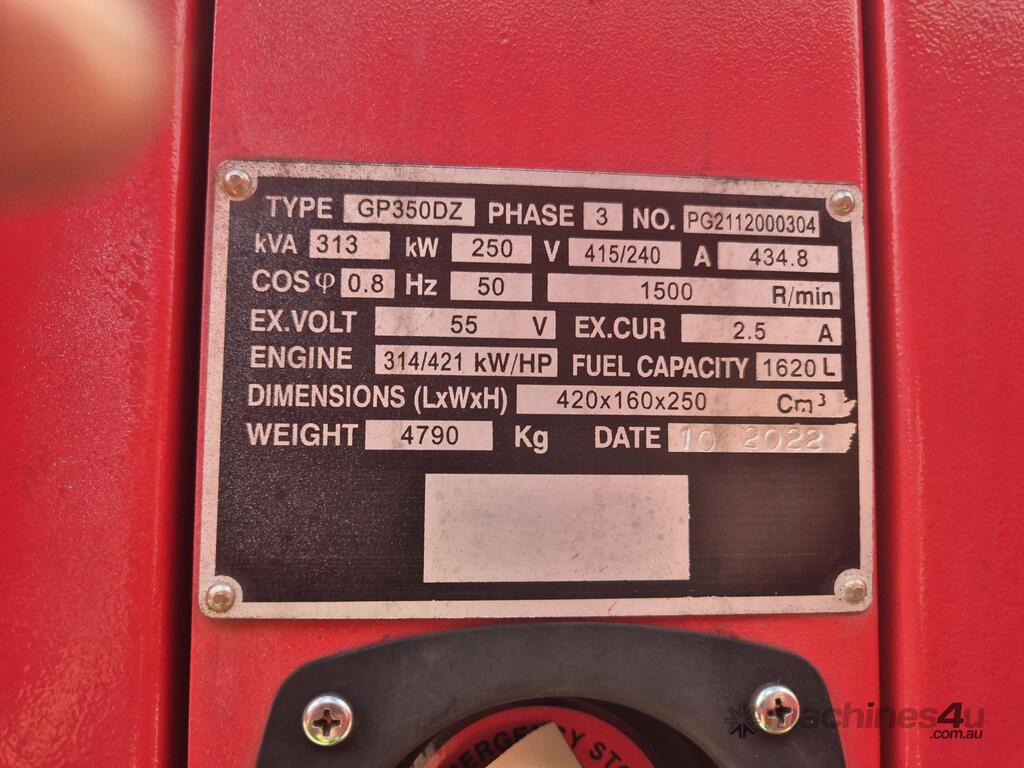 TYPE GP350DZ PHASE 3 NO. PG2112000304
kVA 313 kW 250 V 415/240 A 434.8
COSφ 0.8 Hz 50 1500 R/min
EX.VOLT 55 V EX.CUR 2.5 A
ENGINE 314/421 kW/HP FUEL CAPACITY 1620 L
DIMENSIONS (LxWxH) 420x160x250 Cm³
WEIGHT 4790 Kg DATE 10 2022
EMERGENCY STO
machines4u
.com.au